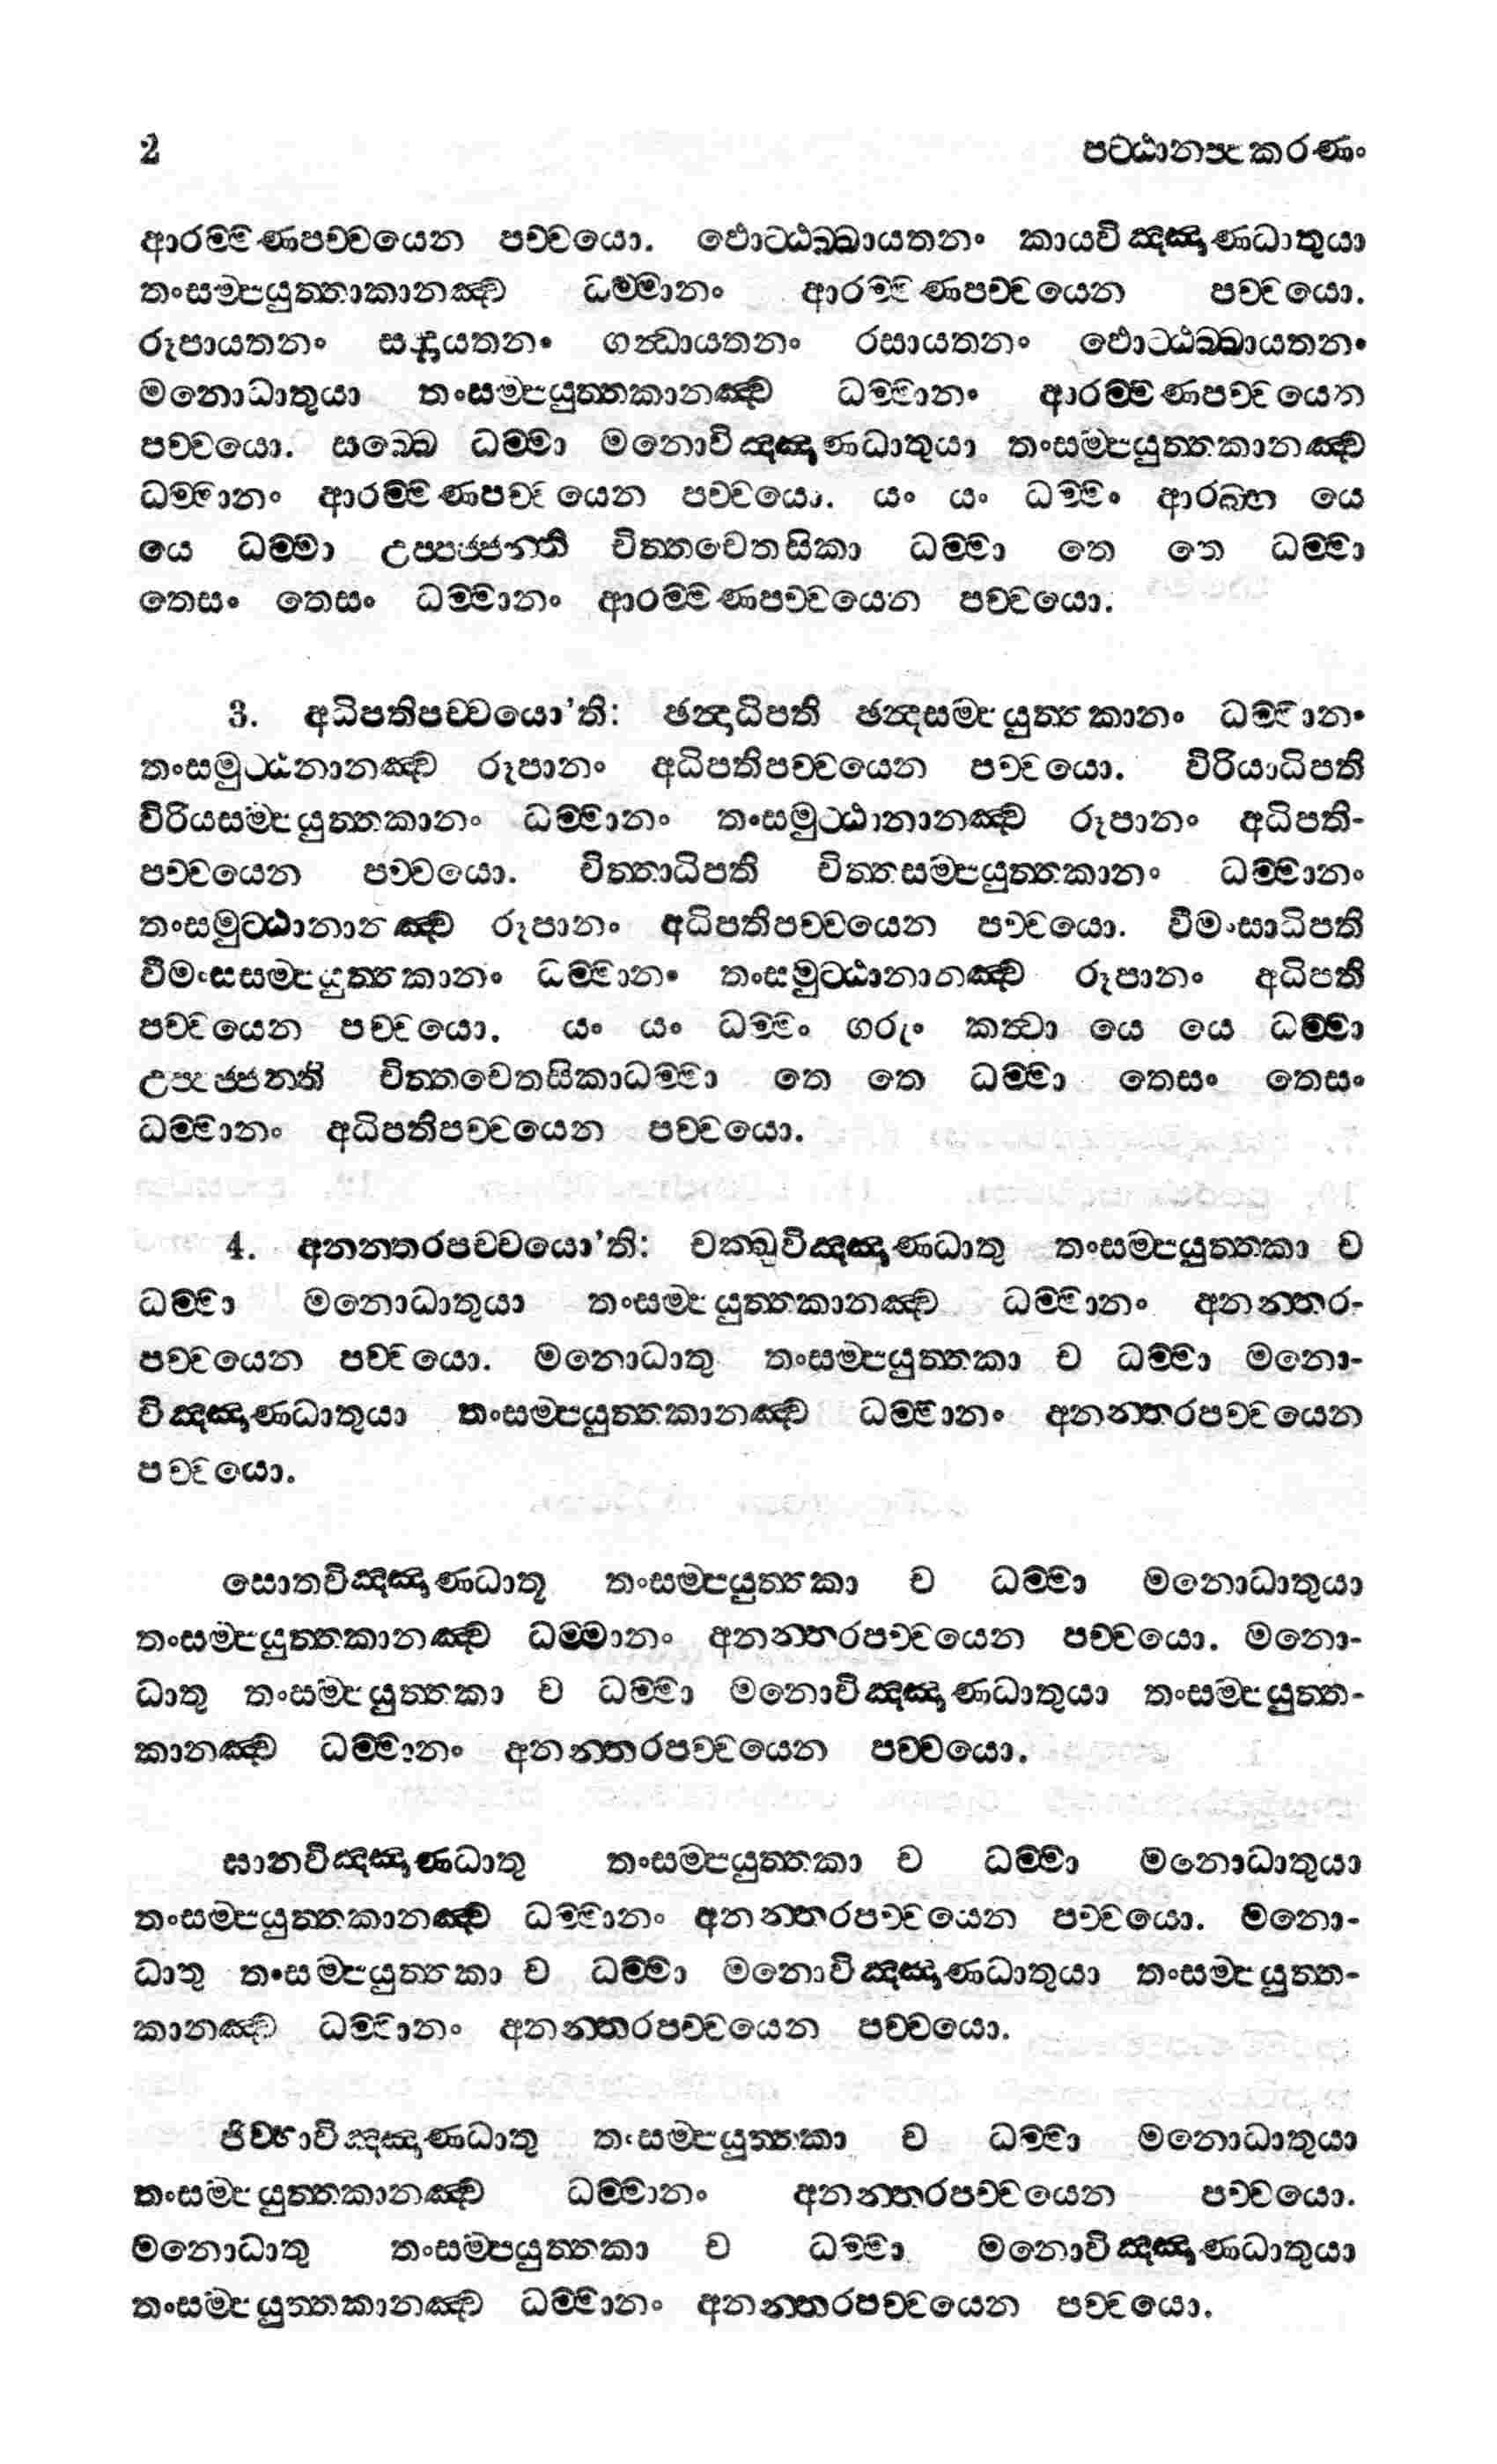 2 පට්ඨානප්පකරණං
ආරම්මණපච්චයෙන පච්චයො. ඵොට්ඨබ්බායතනං කායවිඤ්ඤාණධාතුයා
තංසම්පයුත්තාකානඤ්ච ධම්මානං ආරම්මණපච්චයෙන පච්චයො.
රූපායතනං සද්දායතනං ගන්ධායතනං රසායතනං ඵොට්ඨබ්බායතනං
මනොධාතුයා තංසම්පයුත්තකානඤ්ච ධම්මානං ආරම්මණපච්චයෙන
පච්චයො. සබ්බෙ ධම්මා මනොවිඤ්ඤාණධාතුයා තංසම්පයුත්තකානඤ්ච
ධම්මානං ආරම්මණපච්චයෙන පච්චයො. යං යං ධම්මං ආරබ්භ යෙ
යෙ ධම්මා උප්පජ්ජන්ති චිත්තචෙතසිකා ධම්මා තෙ තෙ ධම්මා
තෙසං තෙසං ධම්මානං ආරම්මණපච්චයෙන පච්චයො.
3. අධිපතිපච්චයො’ති: ඡන්දාධිපති ඡන්දසම්පයුත්තකානං ධම්මානං
තංසමුට්ඨනානඤ්ච රූපානං අධිපතිපච්චයෙන පච්චයො. විරියාධිපති
විරියසම්පයුත්තකානං ධම්මානං තංසමුට්ඨානානඤ්ච රූපානං අධිපති-
පච්චයෙන පච්චයො. චිත්තාධිපති චිත්තසම්පයුත්තකානං ධම්මානං
තංසමුට්ඨානානඤ්ච රූපානං අධිපතිපච්චයෙන පච්චයො. වීමංසාධිපති
වීමංසසම්පයුත්තකානං ධම්මානං තංසමුට්ඨානානඤ්ච රූපානං අධිපති
පච්චයෙන පච්චයො. යං යං ධම්මං ගරුං කත්වා යෙ යෙ ධම්මා
උප්පජ්ජන්ති චිත්තචෙතසිකාධම්මා තෙ තෙ ධම්මා තෙසං තෙසං
ධම්මානං අධිපතිපච්චයෙන පච්චයො.
4. අනන්තරපච්චයො’ති: චක්ඛුවිඤ්ඤාණධාතු තංසම්පයුත්තකා ච
ධම්මා මනොධාතුයා තංසම්පයුත්තකානඤ්ච ධම්මානං අනන්තර-
පච්චයෙන පච්චයො. මනොධාතු තංසම්පයුත්තකා ච ධම්මා මනො-
විඤ්ඤාණධාතුයා තංසම්පයුත්තකානඤ්ච ධම්මානං අනන්තරපච්චයෙන
පච්චයො.
සොතවිඤ්ඤාණධාතූ තංසම්පයුත්තකා ච ධම්මා මනොධාතුයා
තංසම්පයුත්තකානඤ්ච ධම්මානං අනන්තරපච්චයෙන පච්චයො. මනො-
ධාතු තංසම්පයුත්තකා ච ධම්මා මනොවිඤ්ඤාණධාතුයා තංසම්පයුත්ත-
කානඤ්ච ධම්මානං අනන්තරපච්චයෙන පච්චයො.
ඝානවිඤ්ඤාණධාතු තංසම්පයුත්තකා ච ධම්මා මනොධාතුයා
තංසම්පයුත්තකානඤ්ච ධම්මානං අනන්තරපච්චයෙන පච්චයො. මනො-
ධාතු තංසම්පයුත්තකා ච ධම්මා මනොවිඤ්ඤාණධාතුයා තංසම්පයුත්ත-
කානඤ්ච ධම්මානං අනන්තරපච්චයෙන පච්චයො.
ජිව්හාවිඤ්ඤාණධාතු තංසම්පයූත්තකා ච ධම්මා මනොධාතුයා
තංසම්පයුත්තකානඤ්ච ධම්මානං අනන්තරපච්චයෙන පච්චයො.
මනොධාතු තංසම්පයුත්තකා ච ධම්මා මනොවිඤ්ඤාණධාතුයා
තංසම්පයුත්තකානඤ්ච ධම්මානං අනන්තරපච්චයෙන පච්චයො.